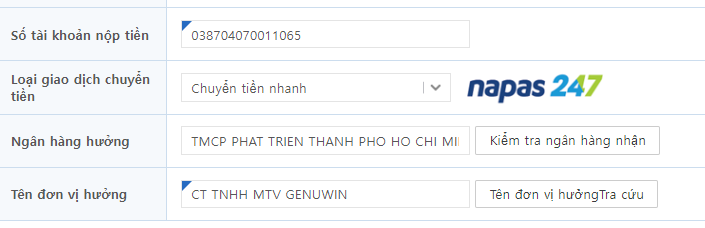 Số tài khoản nộp tiền
038704070011065
Loại giao dịch chuyển
tiền
Chuyển tiền nhanh
napas 247
Ngân hàng hưởng
TMCP PHAT TRIEN THANH PHO HO CHI MI
Kiểm tra ngân hàng nhận
Tên đơn vị hưởng
CT TNHH MTV GENUWIN
Tên đơn vị hưởngTra cứu